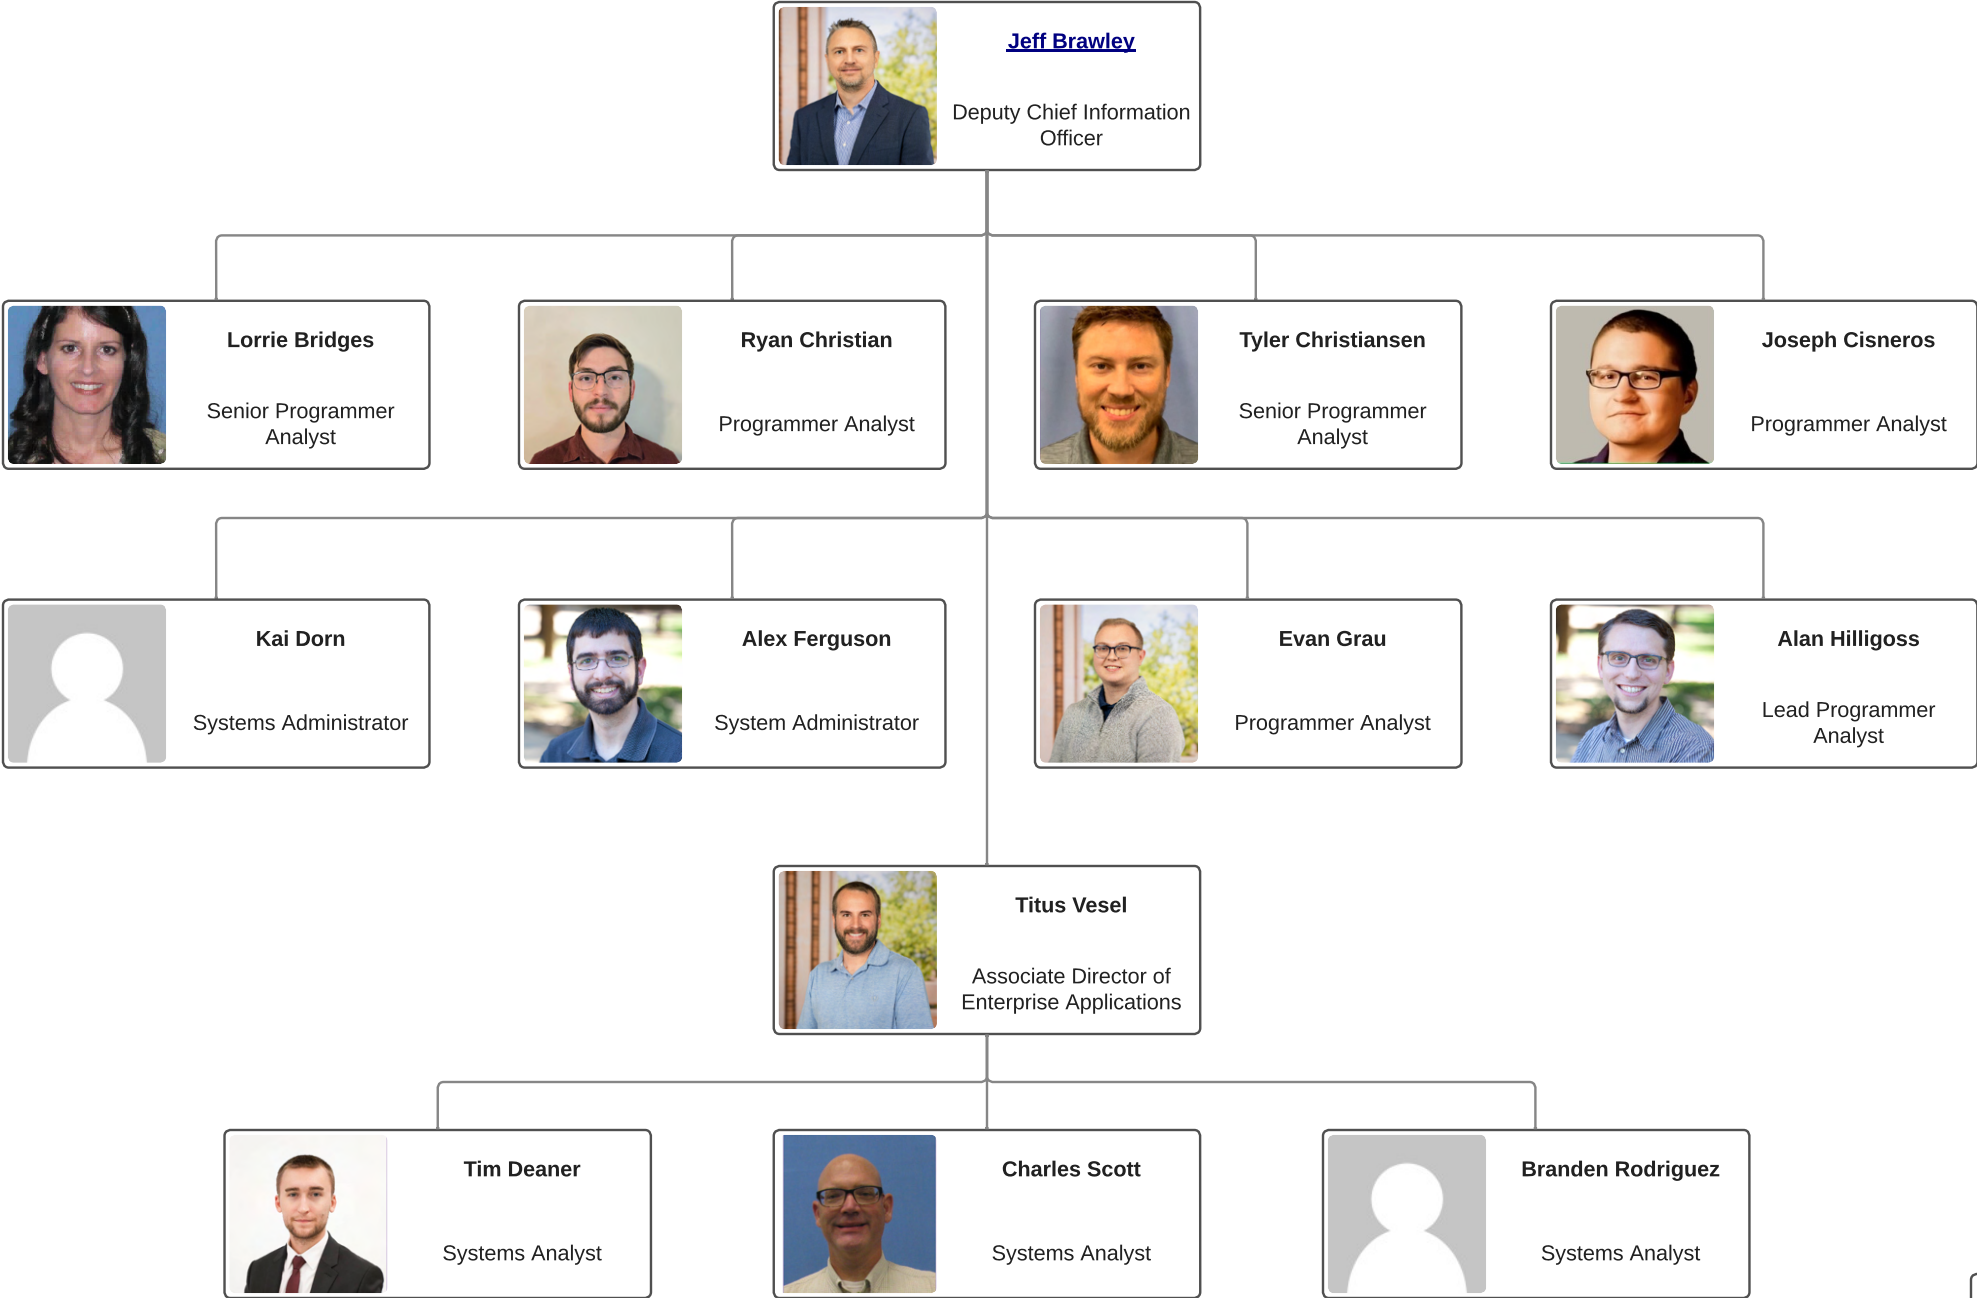 Jeff Brawley
Deputy Chief Information
Officer
Lorrie Bridges
Senior Programmer
Analyst
Ryan Christian
Programmer Analyst
Tyler Christiansen
Senior Programmer
Analyst
Joseph Cisneros
Programmer Analyst
Kai Dorn
Systems Administrator
Alex Ferguson
System Administrator
Evan Grau
Programmer Analyst
Alan Hilligoss
Lead Programmer
Analyst
Titus Vesel
Associate Director of
Enterprise Applications
Tim Deaner
Systems Analyst
Charles Scott
Systems Analyst
Branden Rodriguez
Systems Analyst